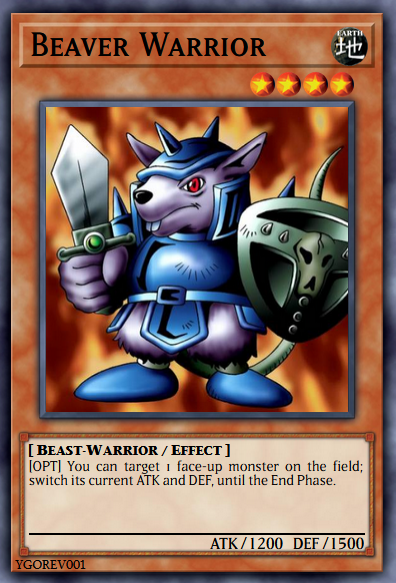 Beaver Warrior
EARTH
地
[ Beast-Warrior / Effect ]
[OPT] You can target 1 face-up monster on the field;
switch its current ATK and DEF, until the End Phase.
ATK/1200 DEF/1500
YGOREV001